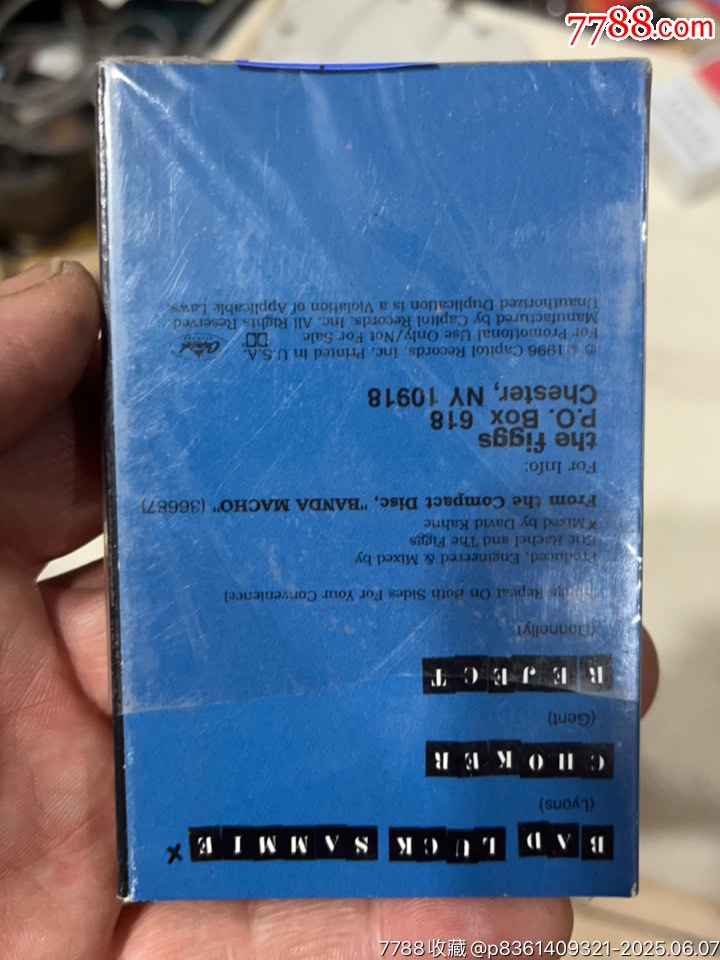 7788.com
BAD LUCK SAMMIE x
(Lyons)
CHOKER
(Gent)
REJECT
(Donnelly)
Repeat On Both Sides For Your Convenience)
Produced, Engineered & Mixed by
Eric Rachel and The Figgs
x Mixed by David Kahne
From the Compact Disc, "BANDA MACHO" (36687)
For Info:
the figgs
P.O. Box 618
Chester, NY 10918
℗ © 1996 Capitol Records, Inc. Printed in U.S.A.
For Promotional Use Only/Not For Sale
Manufactured by Capitol Records, Inc. All Rights Reserved
Unauthorized Duplication is a Violation of Applicable Laws.
Capitol
7788收藏@p8361409321-2025.06.07